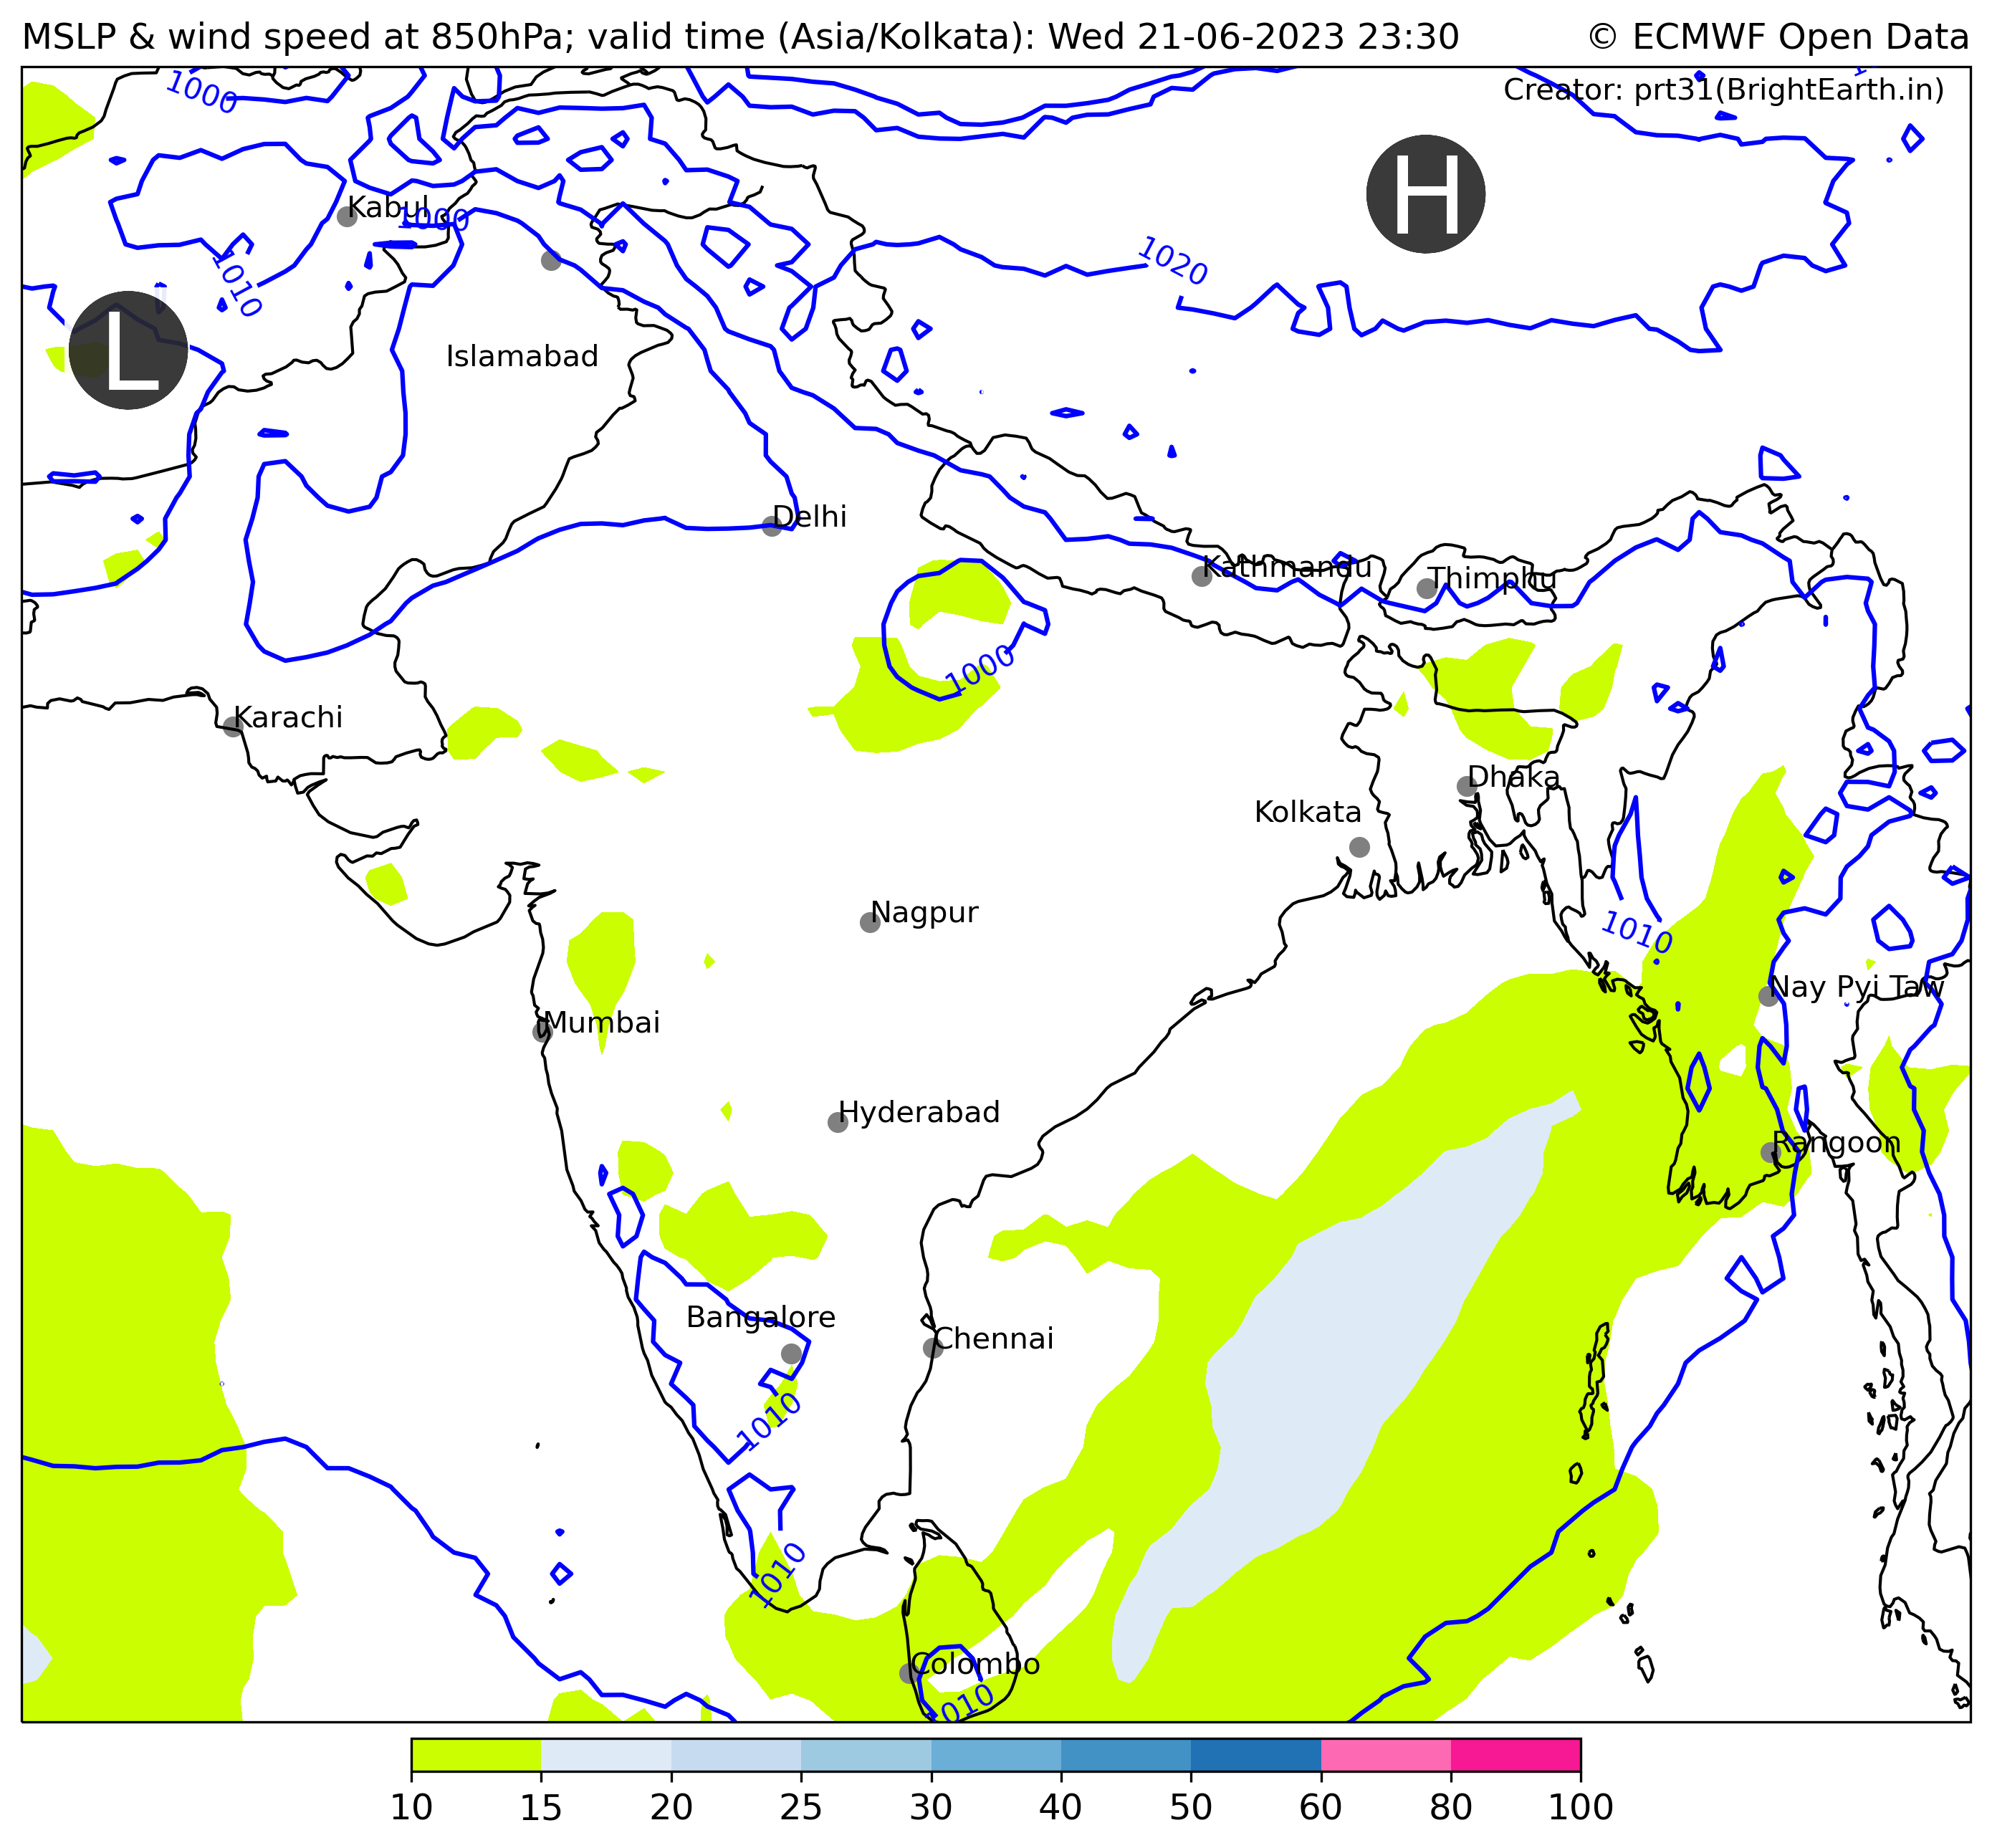 MSLP & wind speed at 850hPa; valid time (Asia/Kolkata): Wed 21-06-2023 23:30 © ECMWF Open Data
Creator: prt31(BrightEarth.in)
1000
H
Kabul
1000
1020
1010
L
Islamabad
Delhi
Kathmandu
Thimphu
1000
Karachi
Dhaka
Kolkata
Nagpur
1010
Nay Pyi Taw
Mumbai
Hyderabad
Rangoon
Bangalore
Chennai
1010
1010
Colombo
1010
10 15 20 25 30 40 50 60 80 100